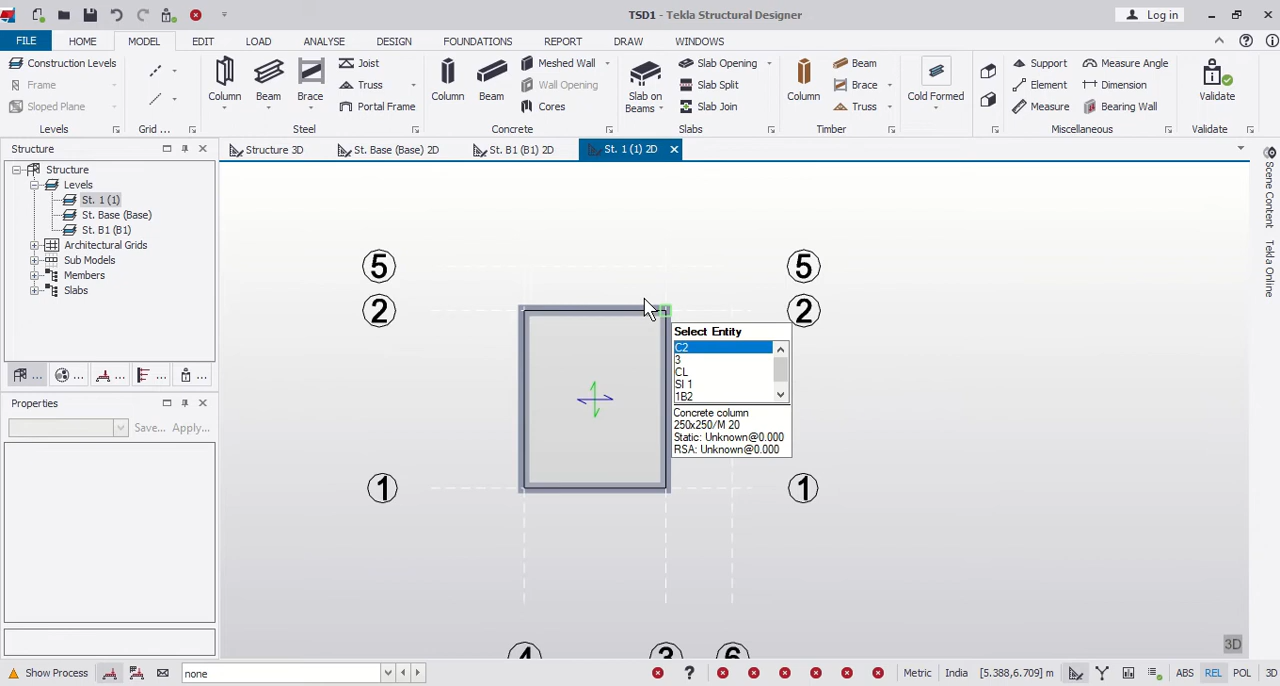 TSD1 - Tekla Structural Designer
Log in
FILE HOME MODEL EDIT LOAD ANALYSE DESIGN FOUNDATIONS REPORT DRAW WINDOWS
Construction Levels
Frame
Sloped Plane
Levels
Grid ...
Column
Beam
Brace
Joist
Truss
Portal Frame
Steel
Column
Beam
Meshed Wall
Wall Opening
Cores
Concrete
Slab on
Beams
Slab Opening
Slab Split
Slab Join
Slabs
Column
Beam
Brace
Truss
Timber
Cold Formed
Support
Element
Measure
Measure Angle
Dimension
Bearing Wall
Miscellaneous
Validate
Validate
Structure
Structure
Levels
St. 1 (1)
St. Base (Base)
St. B1 (B1)
Architectural Grids
Sub Models
Members
Slabs
Properties
Save... Apply...
Structure 3D
St. Base (Base) 2D
St. B1 (B1) 2D
St. 1 (1) 2D
5 5
2 2
Select Entity
C2
3
CL
SI 1
1B2
Concrete column
250x250/M 20
Static: Unknown@0.000
RSA: Unknown@0.000
1 1
4 3 6
3D
Scene Content
Tekla Online
Show Process
none
Metric
India
[5.388,6.709] m
ABS REL POL 3D